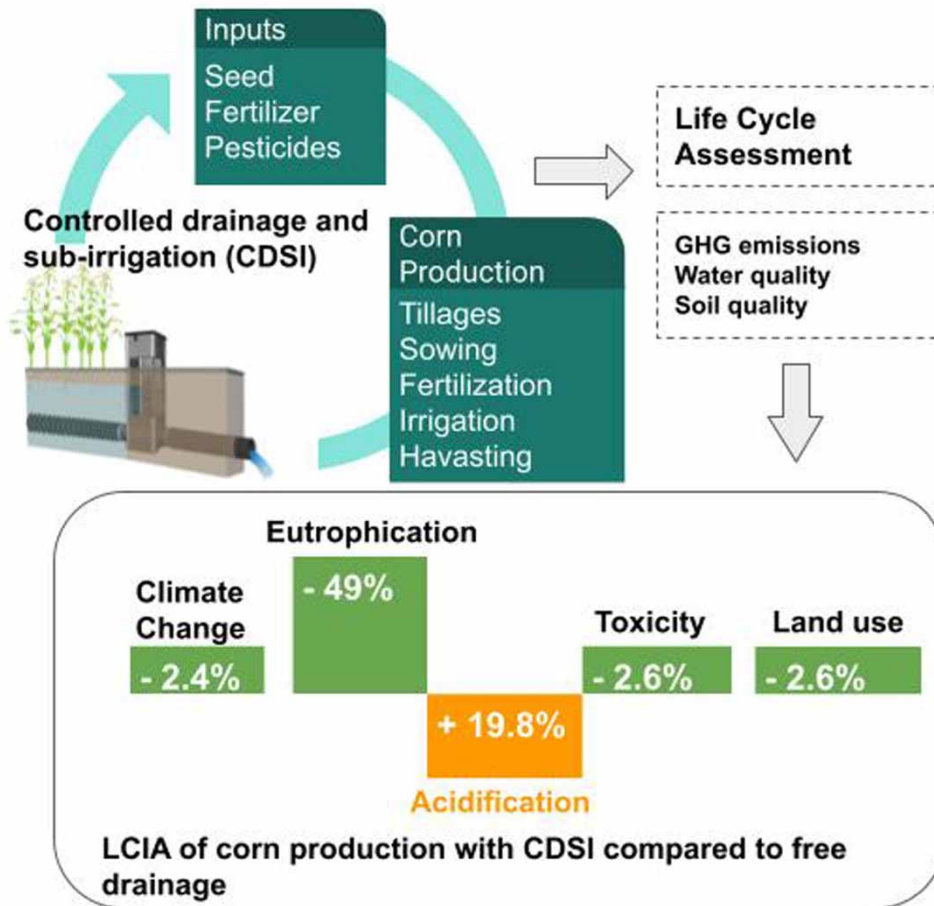 Inputs
Seed
Fertilizer
Pesticides
Controlled drainage and
sub-irrigation (CDSI)
Corn
Production
Tillages
Sowing
Fertilization
Irrigation
Havasting
Life Cycle
Assessment
GHG emissions
Water quality
Soil quality
Eutrophication
- 49%
Climate
Change
- 2.4%
+ 19.8%
Acidification
Toxicity
- 2.6%
Land use
- 2.6%
LCIA of corn production with CDSI compared to free
drainage